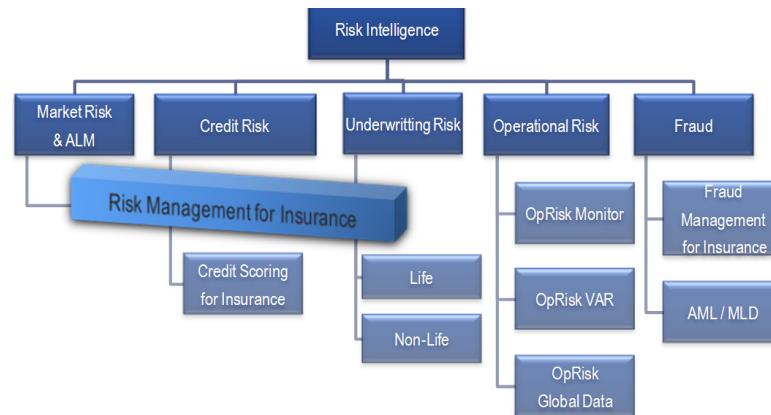 Risk Intelligence
Market Risk
& ALM
Credit Risk
Underwritting Risk
Operational Risk
Fraud
Risk Management for Insurance
Credit Scoring
for Insurance
Life
Non-Life
OpRisk Monitor
OpRisk VAR
OpRisk
Global Data
Fraud
Management
for Insurance
AML / MLD